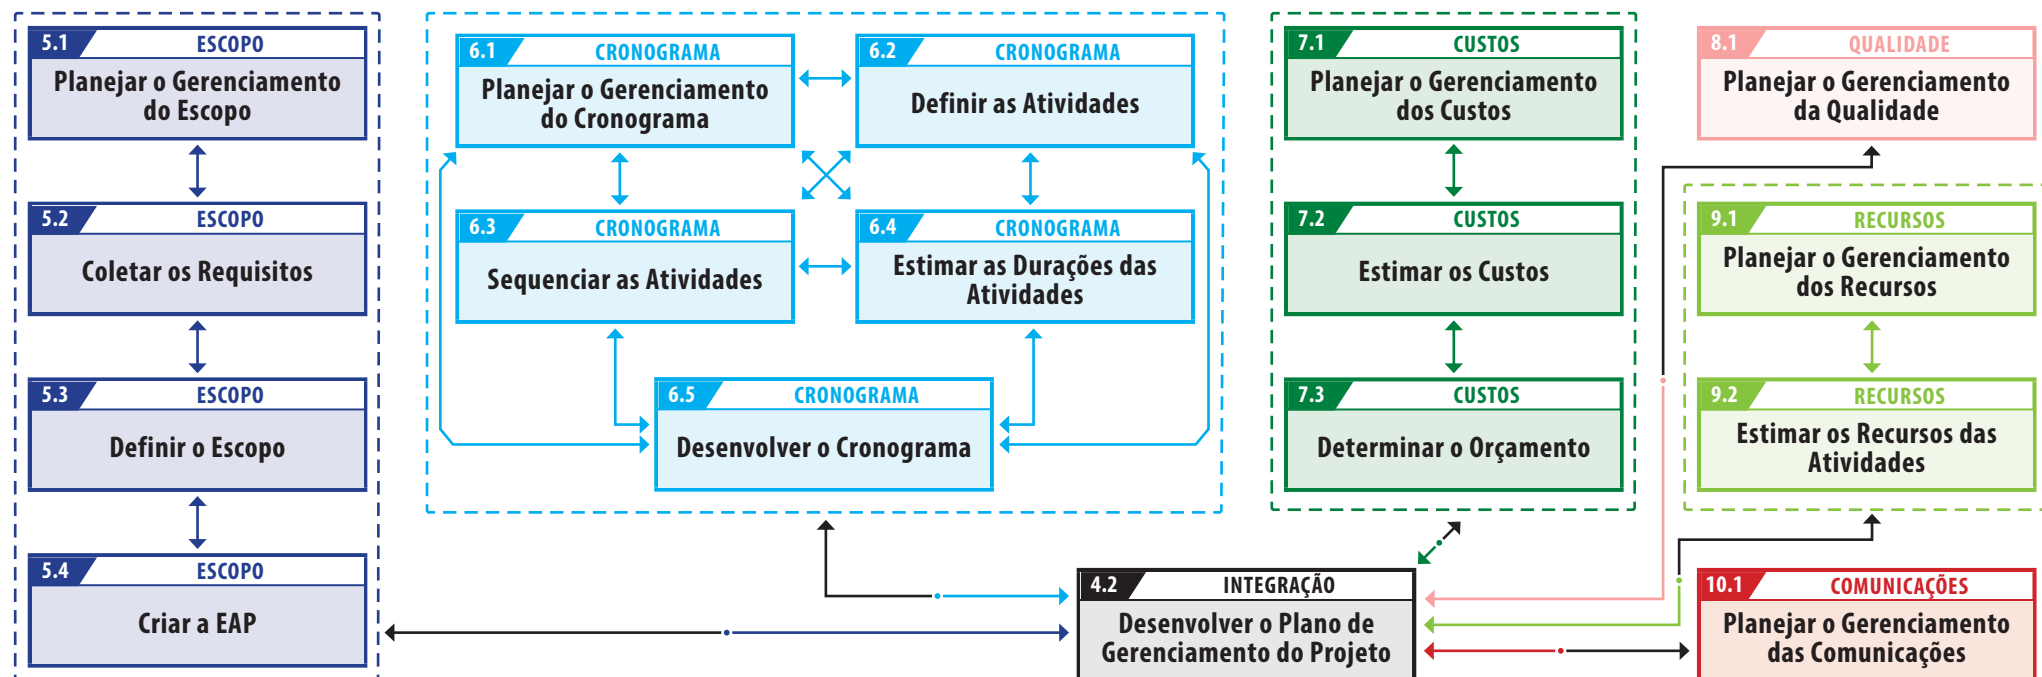 5.1 ESCOPO
Planejar o Gerenciamento
do Escopo
5.2 ESCOPO
Coletar os Requisitos
5.3 ESCOPO
Definir o Escopo
5.4 ESCOPO
Criar a EAP
6.1 CRONOGRAMA
Planejar o Gerenciamento
do Cronograma
6.2 CRONOGRAMA
Definir as Atividades
6.3 CRONOGRAMA
Sequenciar as Atividades
6.4 CRONOGRAMA
Estimar as Durações das
Atividades
6.5 CRONOGRAMA
Desenvolver o Cronograma
7.1 CUSTOS
Planejar o Gerenciamento
dos Custos
7.2 CUSTOS
Estimar os Custos
7.3 CUSTOS
Determinar o Orçamento
4.2 INTEGRAÇÃO
Desenvolver o Plano de
Gerenciamento do Projeto
8.1 QUALIDADE
Planejar o Gerenciamento
da Qualidade
9.1 RECURSOS
Planejar o Gerenciamento
dos Recursos
9.2 RECURSOS
Estimar os Recursos das
Atividades
10.1 COMUNICAÇÕES
Planejar o Gerenciamento
das Comunicações